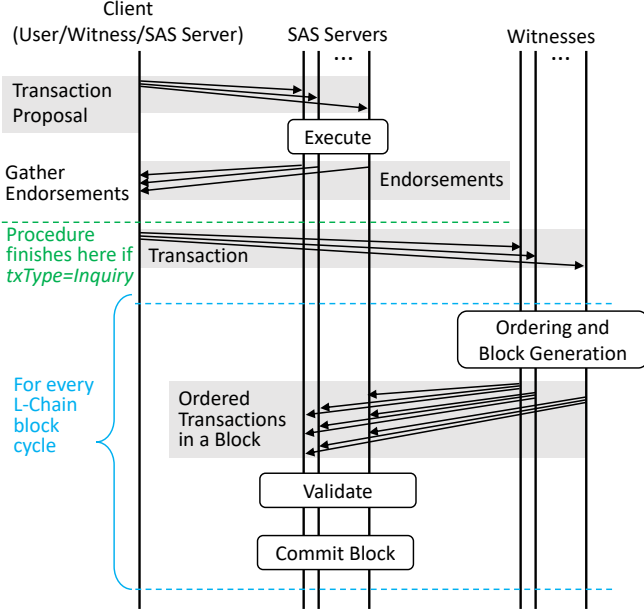 Client
(User/Witness/SAS Server)
SAS Servers
...
Witnesses
...
Transaction
Proposal
Execute
Gather
Endorsements
Endorsements
Procedure
finishes here if
txType=Inquiry
Transaction
Ordering and
Block Generation
For every
L-Chain
block
cycle
Ordered
Transactions
in a Block
Validate
Commit Block